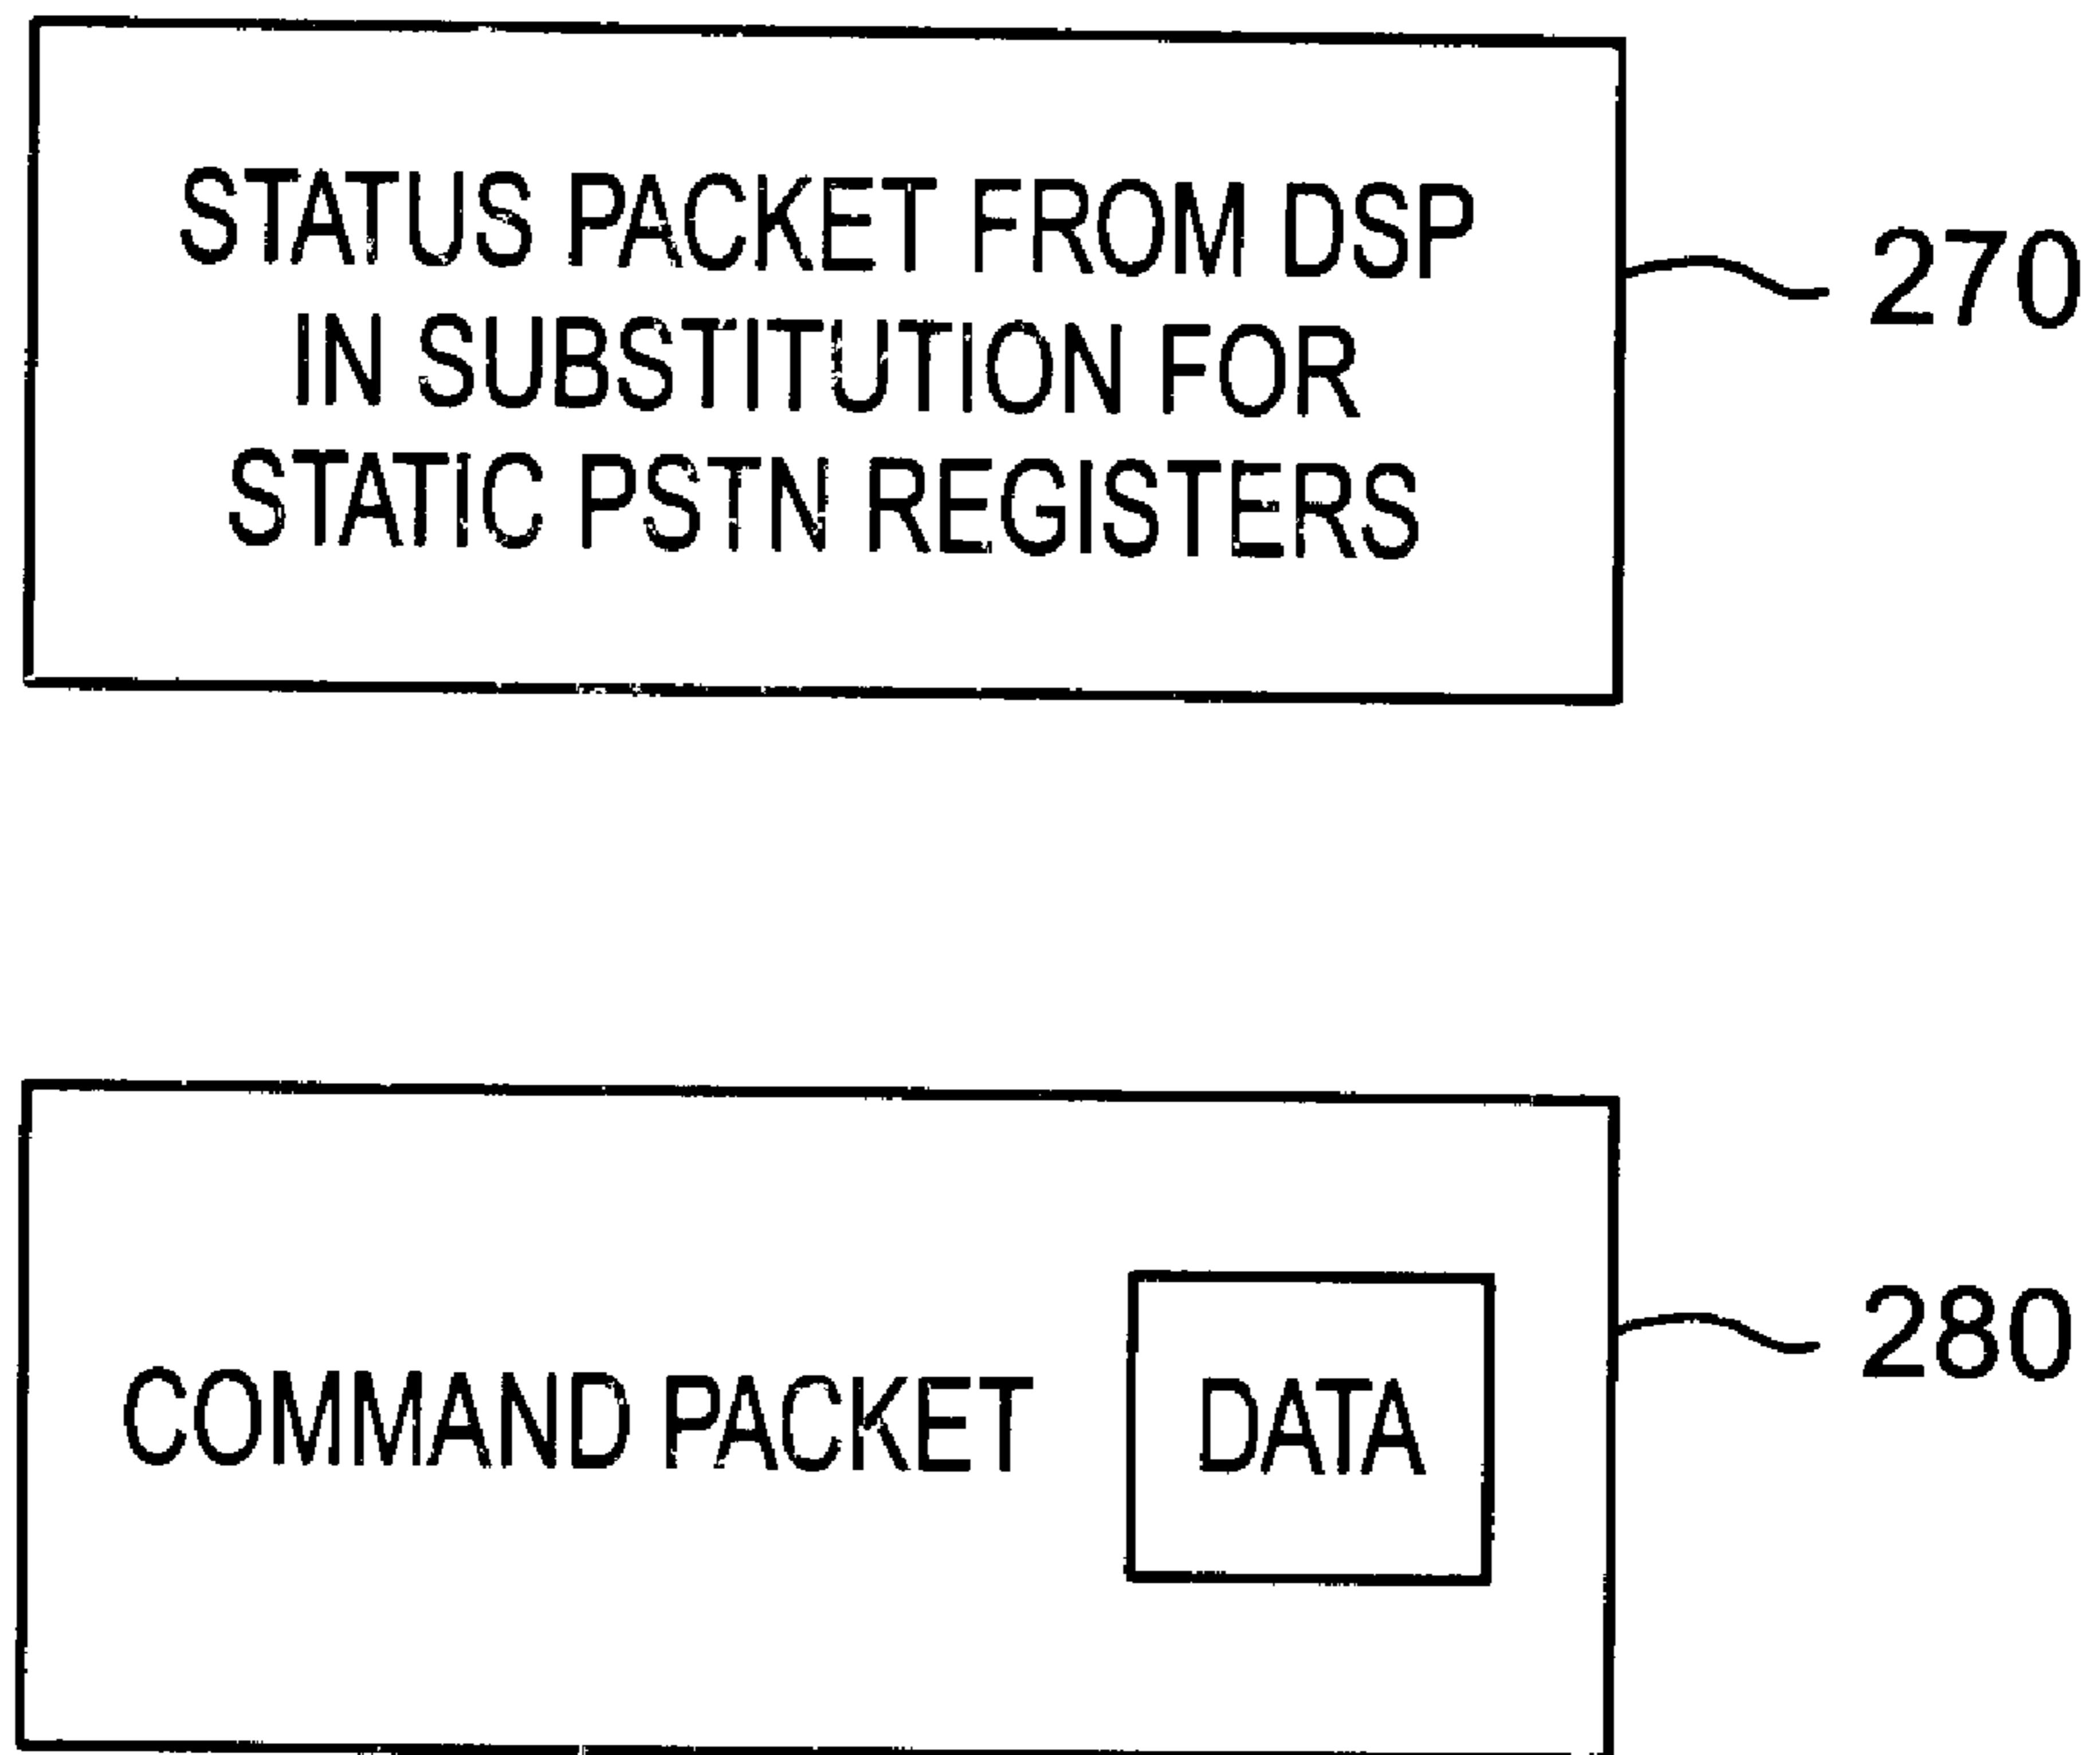 STATUS PACKET FROM DSP
IN SUBSTITUTION FOR
STATIC PSTN REGISTERS
270
COMMAND PACKET
DATA
280